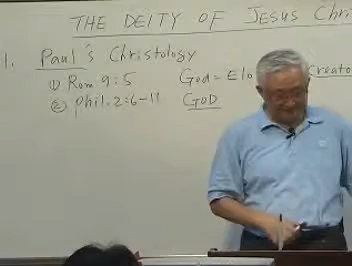 THE DEITY OF JESUS Chri
1. Paul's Christology
① Rom 9:5 God = Elo Creato
② phil. 2:6-11 GOD